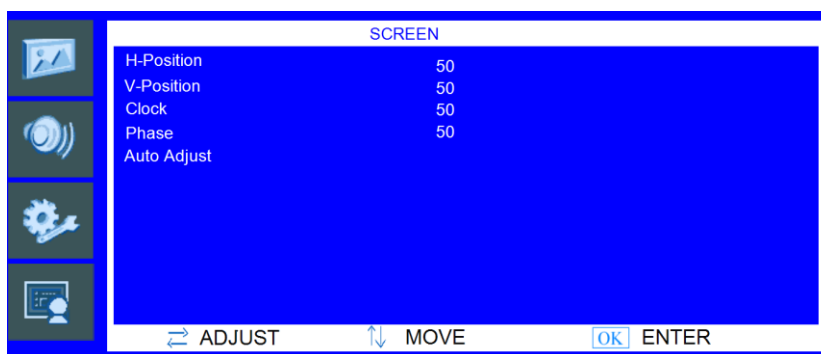 SCREEN
H-Position 50
V-Position 50
Clock 50
Phase 50
Auto Adjust
ADJUST MOVE OK ENTER